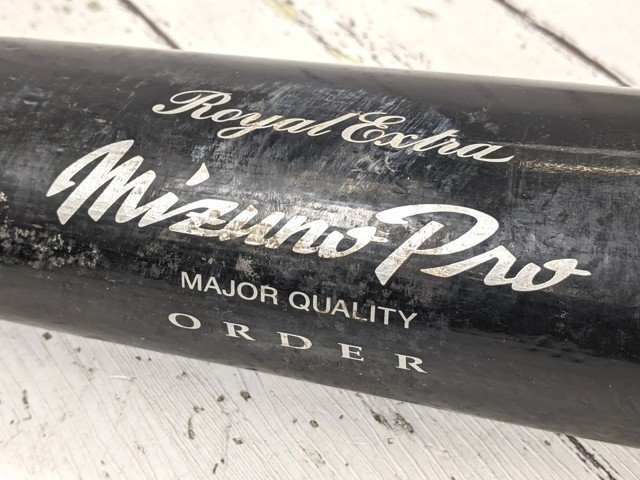 Royal Extra
Mizuno Pro
MAJOR QUALITY
ORDER